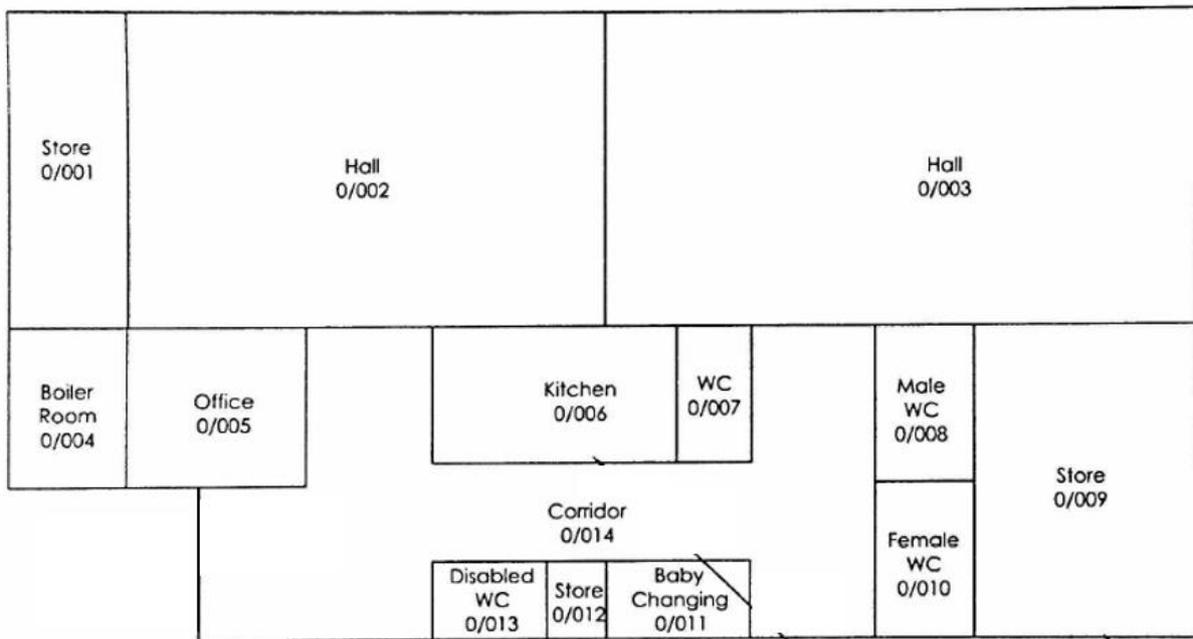 Store
0/001
Hall
0/002
Hall
0/003
Boiler
Room
0/004
Office
0/005
Kitchen
0/006
WC
0/007
Male
WC
0/008
Store
0/009
Corridor
0/014
Female
WC
0/010
Disabled
WC
0/013
Store
0/012
Baby
Changing
0/011